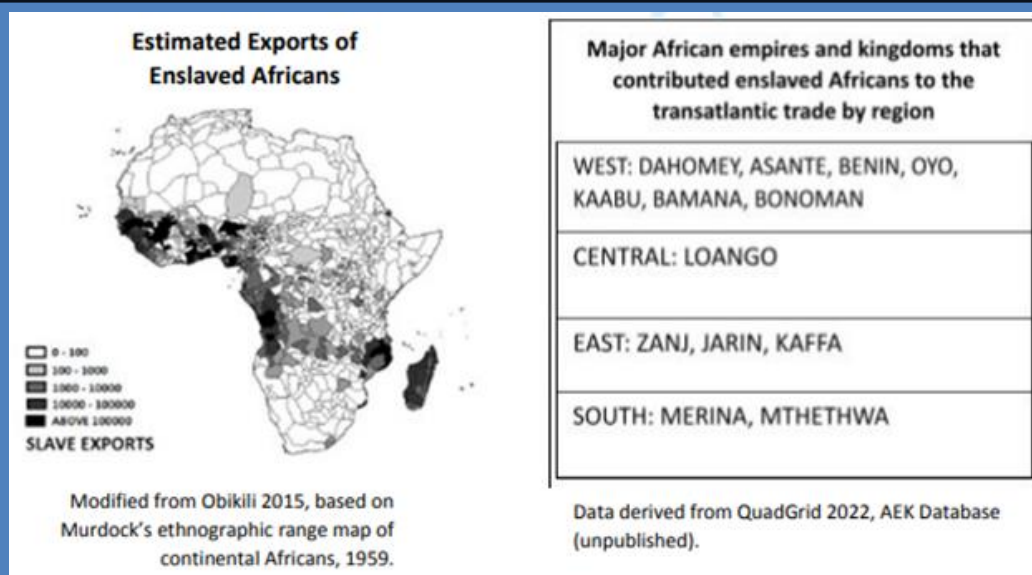 Estimated Exports of
Enslaved Africans
0 - 100
100 - 1000
1000 - 10000
10000 - 100000
ABOVE 100000
SLAVE EXPORTS
Modified from Obikili 2015, based on
Murdock's ethnographic range map of
continental Africans, 1959.
Major African empires and kingdoms that
contributed enslaved Africans to the
transatlantic trade by region
WEST: DAHOMEY, ASANTE, BENIN, OYO,
KAABU, BAMANA, BONOMAN
CENTRAL: LOANGO
EAST: ZANJ, JARIN, KAFFA
SOUTH: MERINA, MTHETHWA
Data derived from QuadGrid 2022, AEK Database
(unpublished).